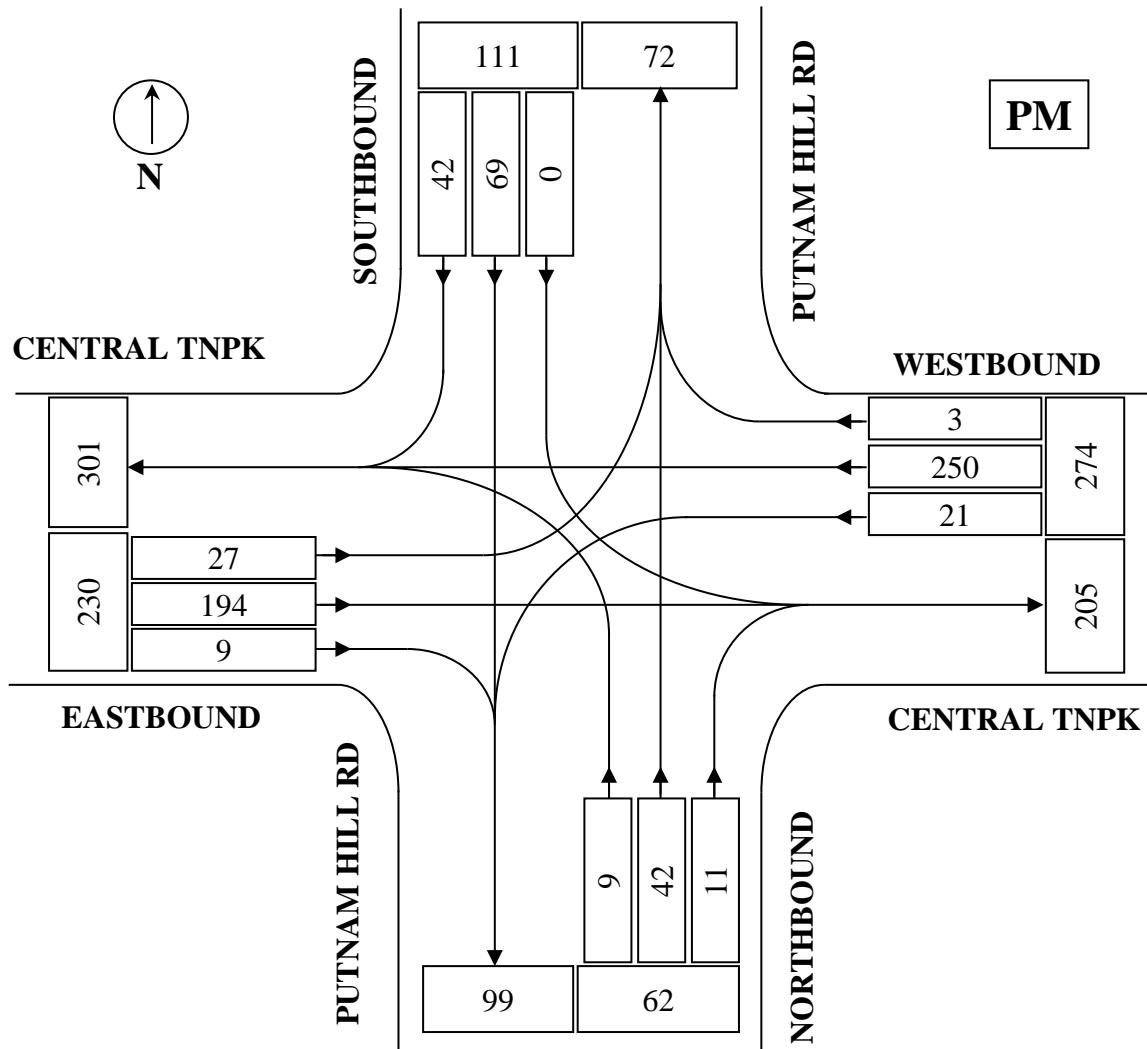 111
72
PM
N
SOUTHBOUND
42
69
0
PUTNAM HILL RD
CENTRAL TNPK
WESTBOUND
301
3
250
21
274
230
27
194
9
205
EASTBOUND
CENTRAL TNPK
PUTNAM HILL RD
9
42
11
NORTHBOUND
99
62